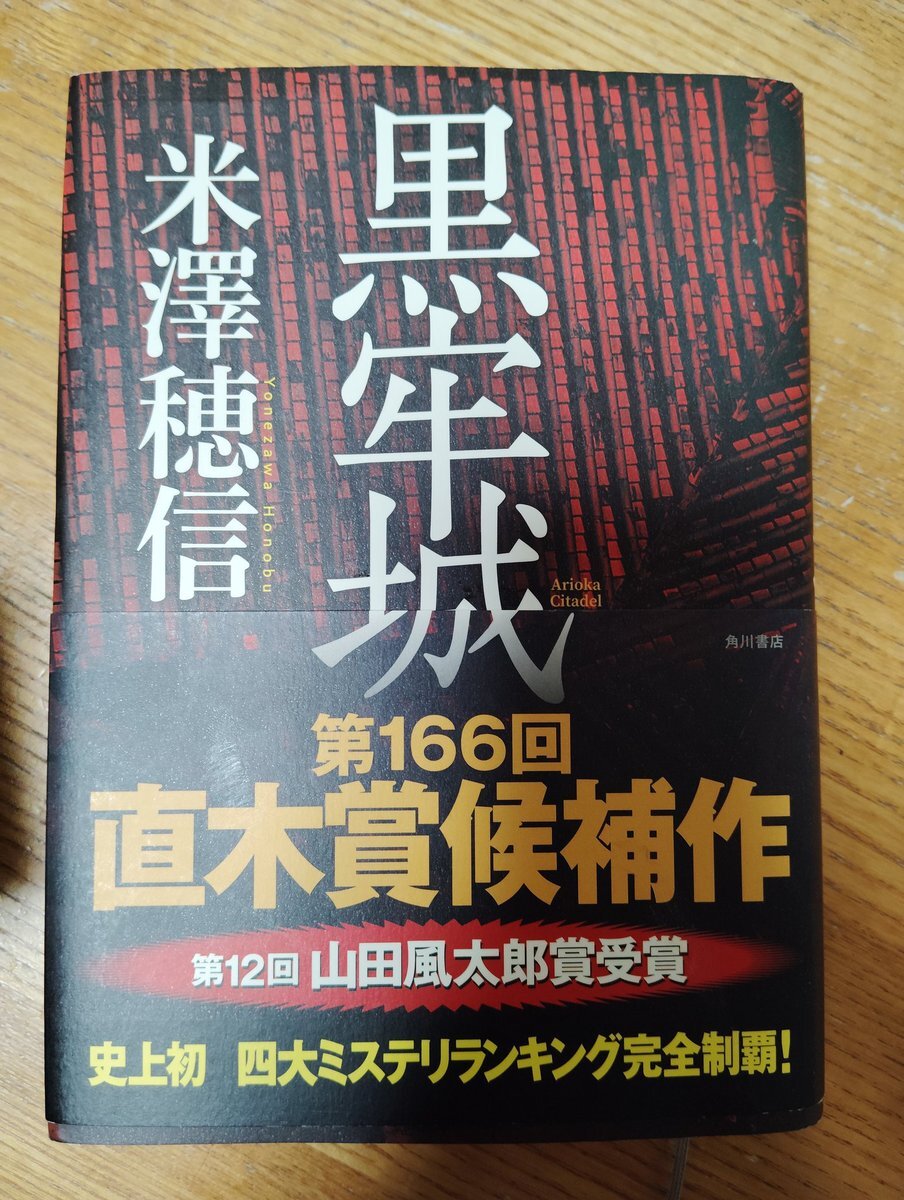 黒牢城
米澤穂信
Yonezawa Honobu
Arioka
Citadel
角川書店
第166回
直木賞候補作
第12回 山田風太郎賞受賞
史上初 四大ミステリランキング完全制覇!